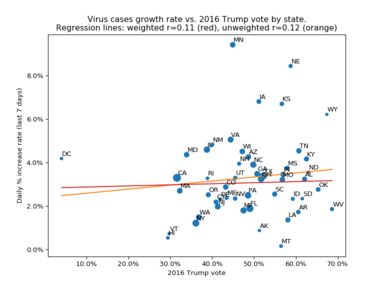 Virus cases growth rate vs. 2016 Trump vote by state.
Regression lines: weighted r=0.11 (red), unweighted r=0.12 (orange)
MN
NE
8.0%
IA
KS
WY
6.0%
VA
NM
WI
TN
MD
AZ
DC
KY
4.0%
NC
MS
ND
CA
RI
UT
GA
MO
AL
MA
CO
OK
OR
NV
PA
SC
ID
SD
2.0%
FL
AR
WV
WA
LA
VT
AK
MT
0.0%
10.0%
20.0%
30.0%
40.0%
50.0%
60.0%
70.0%
2016 Trump vote
Daily % increase rate (last 7 days)